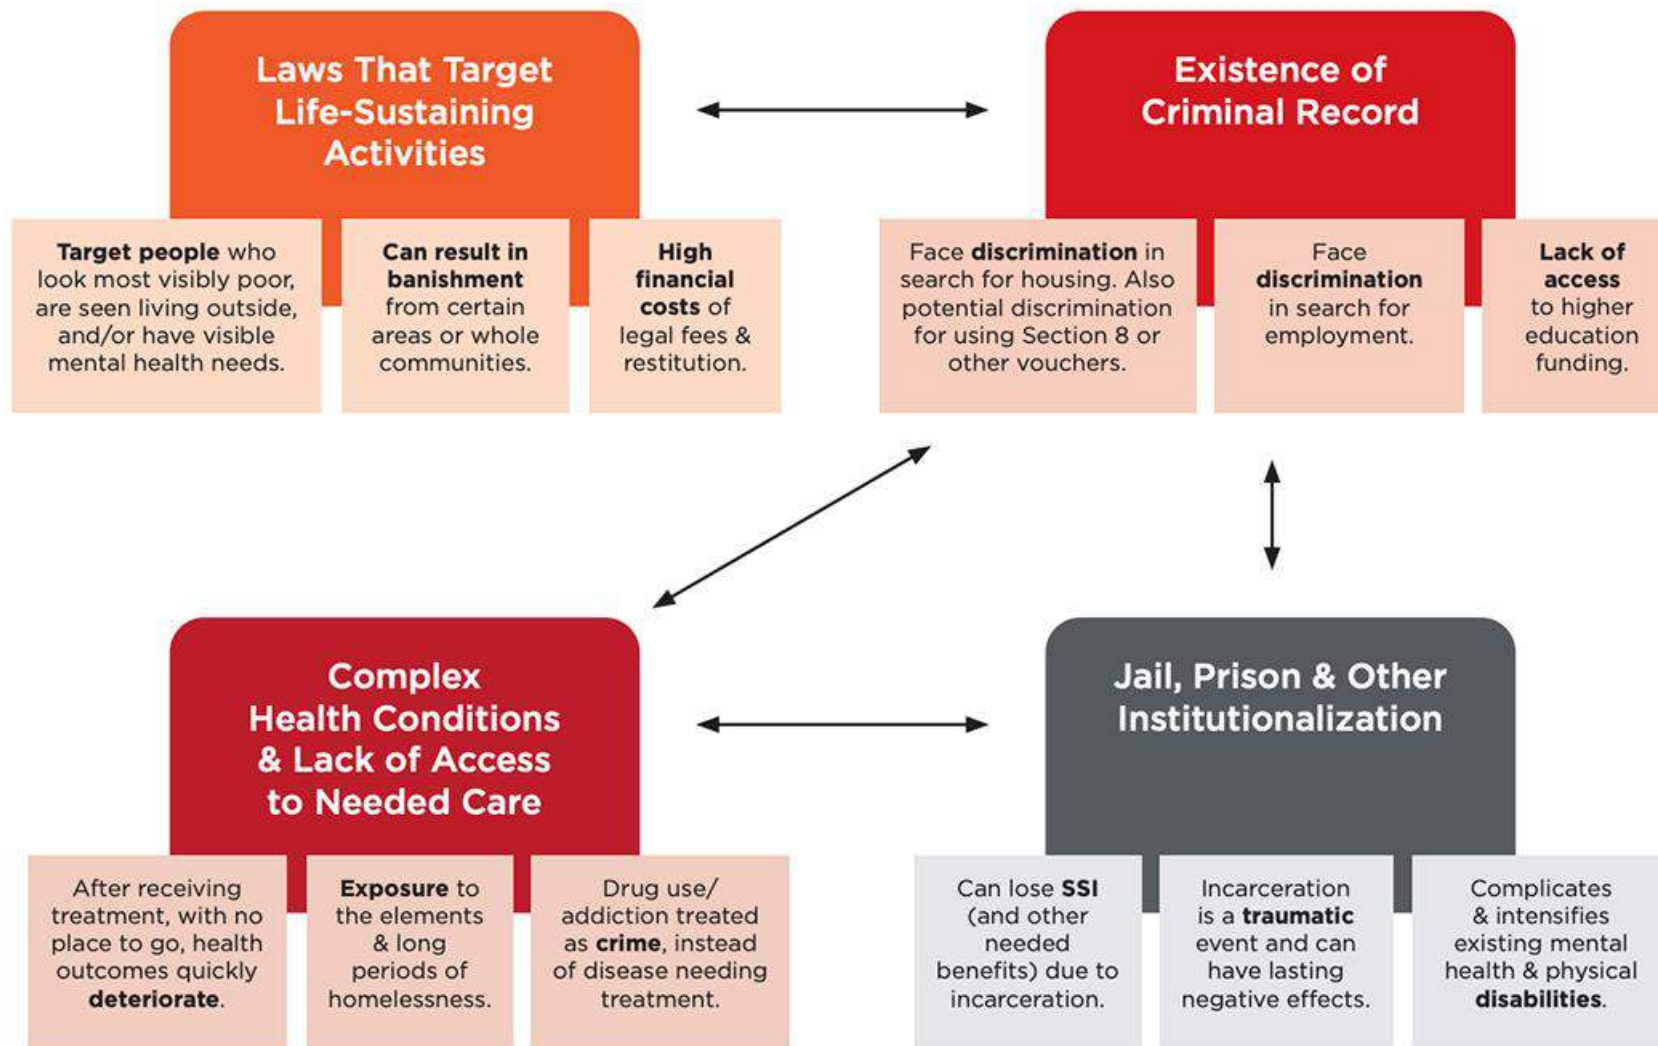 Laws That Target
Life-Sustaining
Activities
Target people who
look most visibly poor,
are seen living outside,
and/or have visible
mental health needs.
Can result in
banishment
from certain
areas or whole
communities.
High
financial
costs of
legal fees &
restitution.
Existence of
Criminal Record
Face discrimination in
search for housing. Also
potential discrimination
for using Section 8 or
other vouchers.
Face
discrimination
in search for
employment.
Lack of
access
to higher
education
funding.
Complex
Health Conditions
& Lack of Access
to Needed Care
After receiving
treatment, with no
place to go, health
outcomes quickly
deteriorate.
Exposure to
the elements
& long
periods of
homelessness.
Drug use/
addiction treated
as crime, instead
of disease needing
treatment.
Jail, Prison & Other
Institutionalization
Can lose SSI
(and other
needed
benefits) due to
incarceration.
Incarceration
is a traumatic
event and can
have lasting
negative effects.
Complicates
& intensifies
existing mental
health & physical
disabilities.